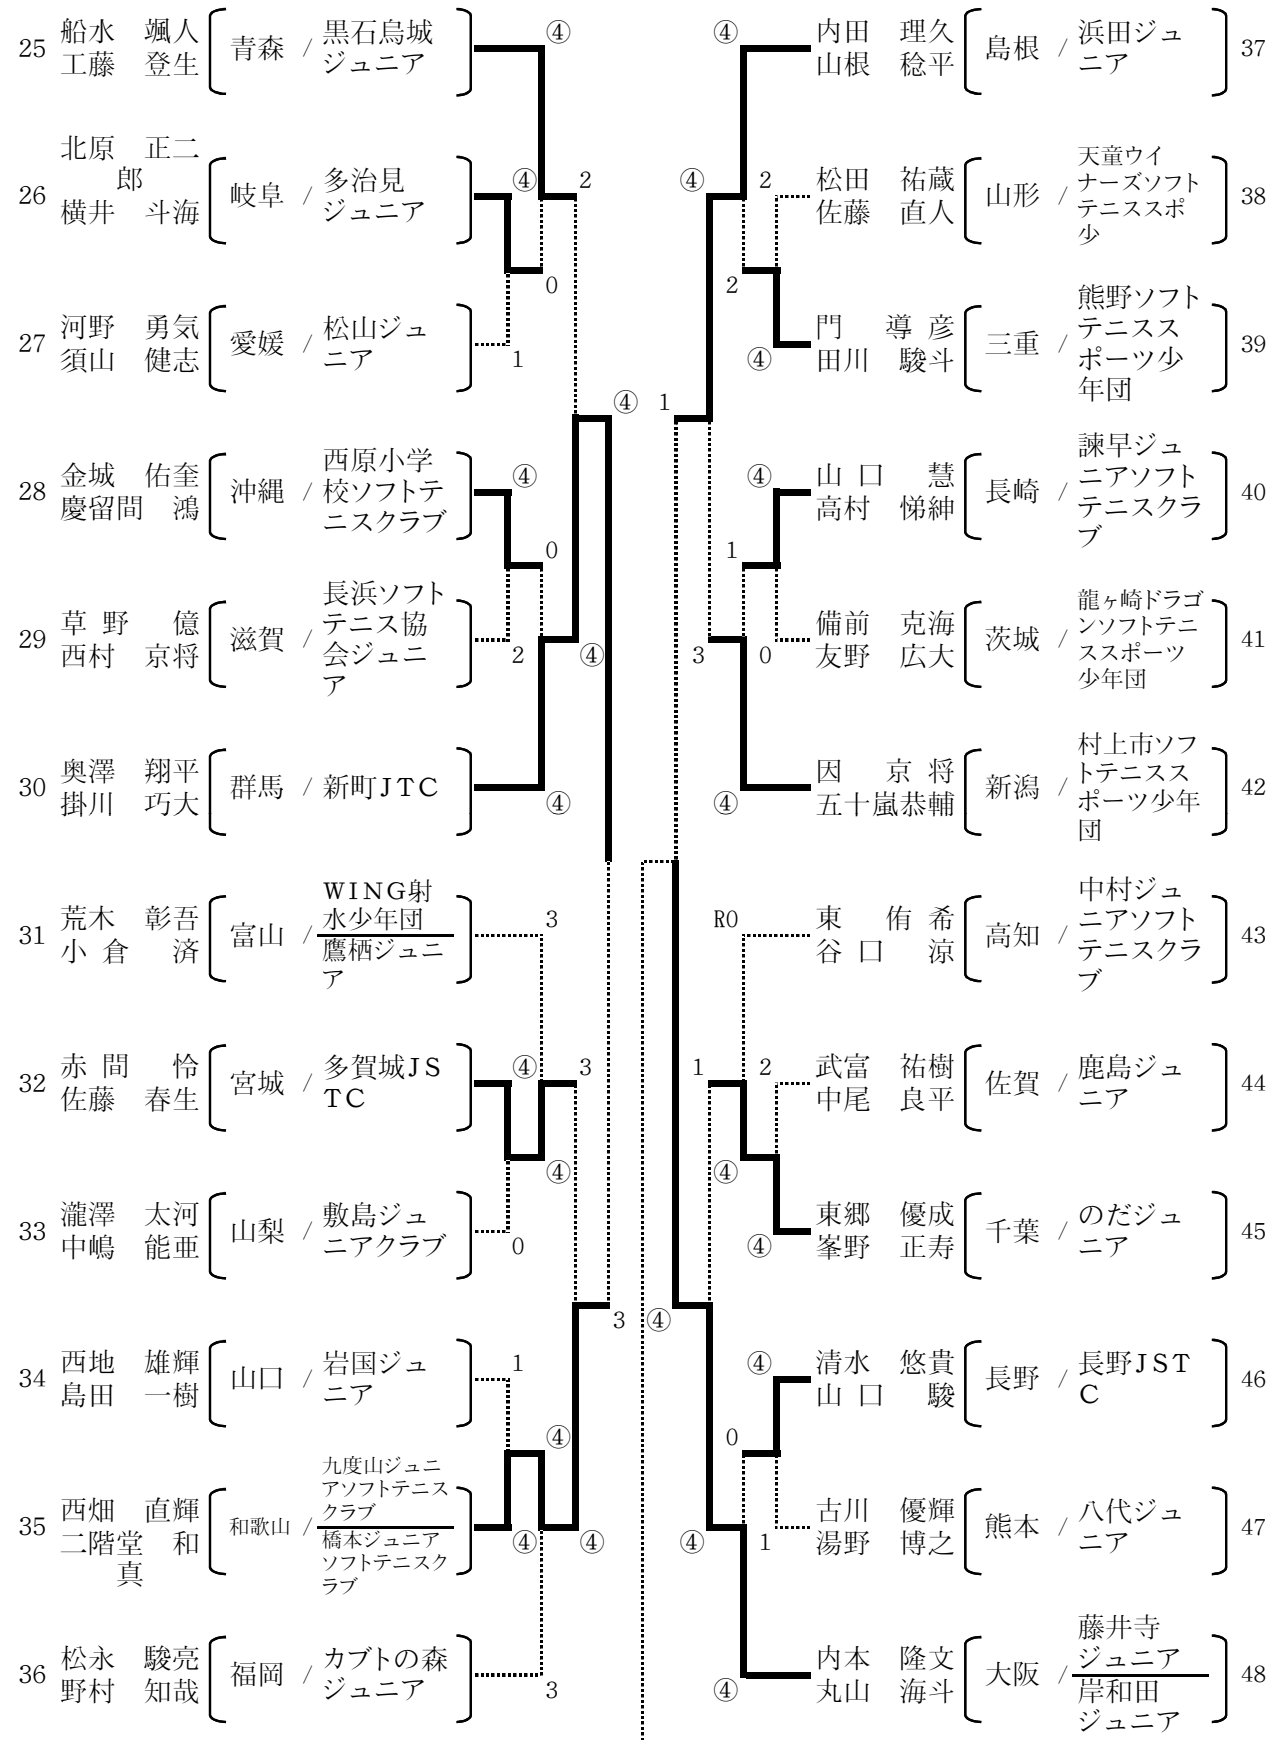 25
船水 颯人
工藤 登生
青森 /
黒石烏城
ジュニア
④
26
北原 正二
郎
横井 斗海
岐阜 /
多治見
ジュニア
④
2
0
27
河野 勇気
須山 健志
愛媛 /
松山ジュ
ニア
1
④
28
金城 佑奎
慶留間 鴻
沖縄 /
西原小学
校ソフトテ
ニスクラブ
④
0
29
草野 億
西村 京将
滋賀 /
長浜ソフト
テニス協
会ジュニ
ア
2
④
30
奥澤 翔平
掛川 巧大
群馬 /
新町JTC
④
31
荒木 彰吾
小倉 済
富山 /
WING射
水少年団
鷹栖ジュニ
ア
3
32
赤間 怜
佐藤 春生
宮城 /
多賀城JS
TC
④
3
④
33
瀧澤 太河
中嶋 能亜
山梨 /
敷島ジュ
ニアクラブ
0
3
34
西地 雄輝
島田 一樹
山口 /
岩国ジュ
ニア
1
④
35
西畑 直輝
二階堂 和
真
和歌山 /
九度山ジュニ
アソフトテニス
クラブ
橋本ジュニア
ソフトテニスク
ラブ
④
④
36
松永 駿亮
野村 知哉
福岡 /
カブトの森
ジュニア
3
④
内田 理久
山根 稔平
島根 /
浜田ジュ
ニア
37
④
2
松田 祐蔵
佐藤 直人
山形 /
天童ウイ
ナーズソフト
テニススポ
少
38
2
④
門 導彦
田川 駿斗
三重 /
熊野ソフト
テニスス
ポーツ少
年団
39
1
④
山口 慧
高村 悌紳
長崎 /
諫早ジュ
ニアソフト
テニスクラ
ブ
40
1
3
0
備前 克海
友野 広大
茨城 /
龍ヶ崎ドラゴ
ンソフトテニ
ススポーツ
少年団
41
④
因 京将
五十嵐恭輔
新潟 /
村上市ソフ
トテニスス
ポーツ少年
団
42
R0
東 侑希
谷口 涼
高知 /
中村ジュ
ニアソフト
テニスクラ
ブ
43
1
2
武富 祐樹
中尾 良平
佐賀 /
鹿島ジュ
ニア
44
④
④
東郷 優成
峯野 正寿
千葉 /
のだジュ
ニア
45
④
④
清水 悠貴
山口 駿
長野 /
長野JST
C
46
0
④
1
古川 優輝
湯野 博之
熊本 /
八代ジュ
ニア
47
④
内本 隆文
丸山 海斗
大阪 /
藤井寺
ジュニア
岸和田
ジュニア
48